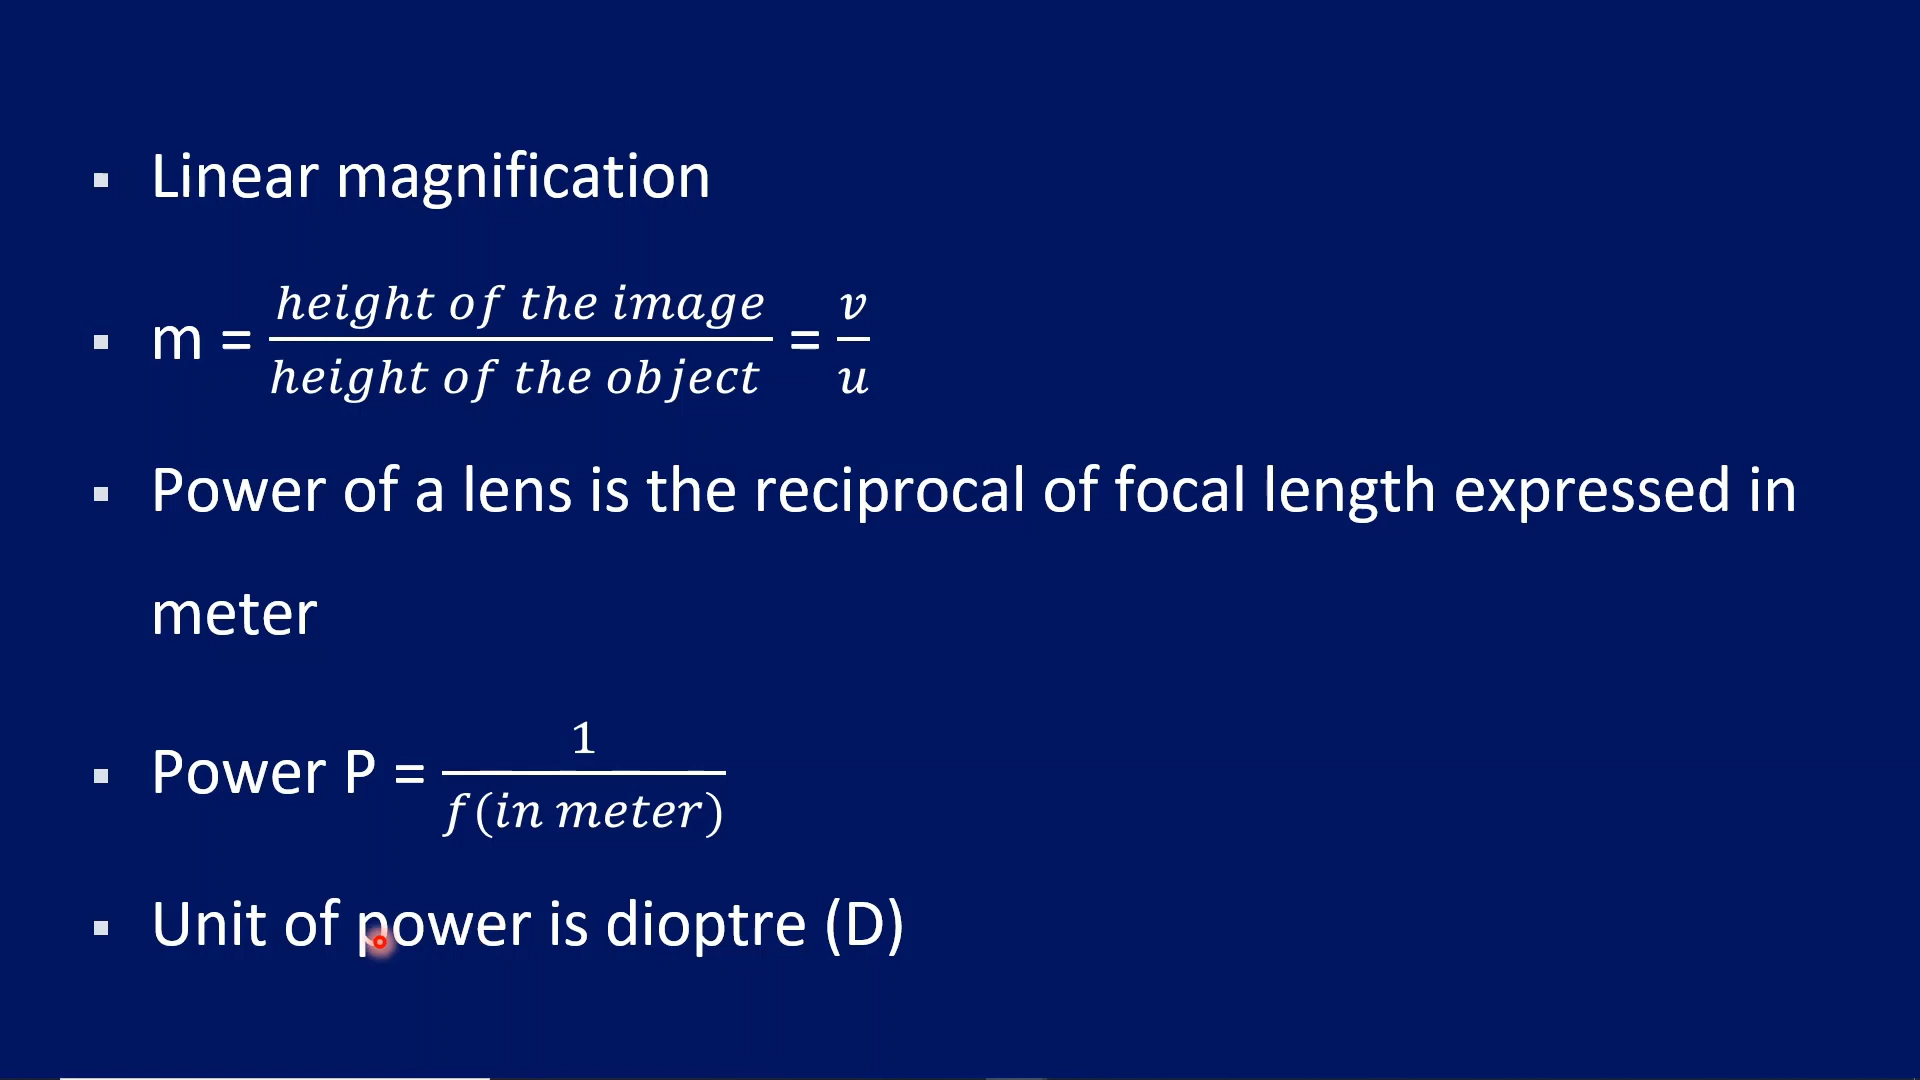 Linear magnification
m = height of the image / height of the object = v / u
Power of a lens is the reciprocal of focal length expressed in
meter
Power P = 1 / f(in meter)
Unit of power is dioptre (D)